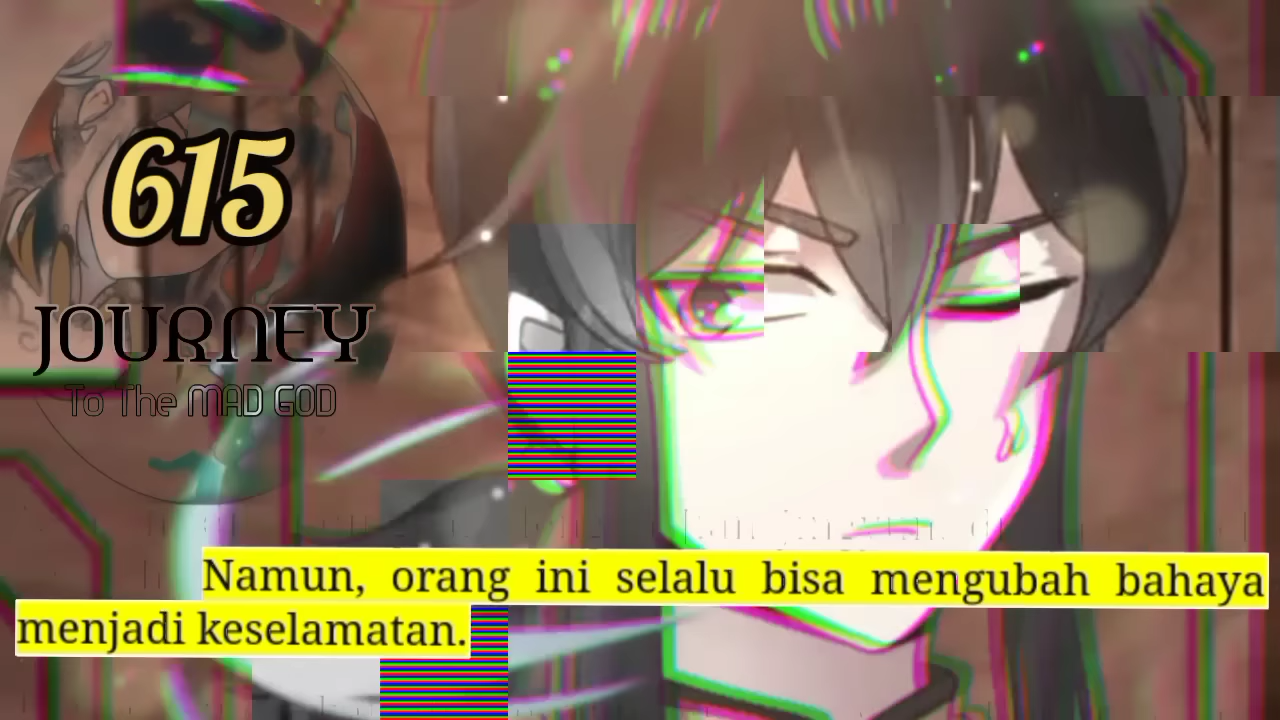 615
JOURNEY
To The MAD GOD
Namun, orang ini selalu bisa mengubah bahaya
menjadi keselamatan.